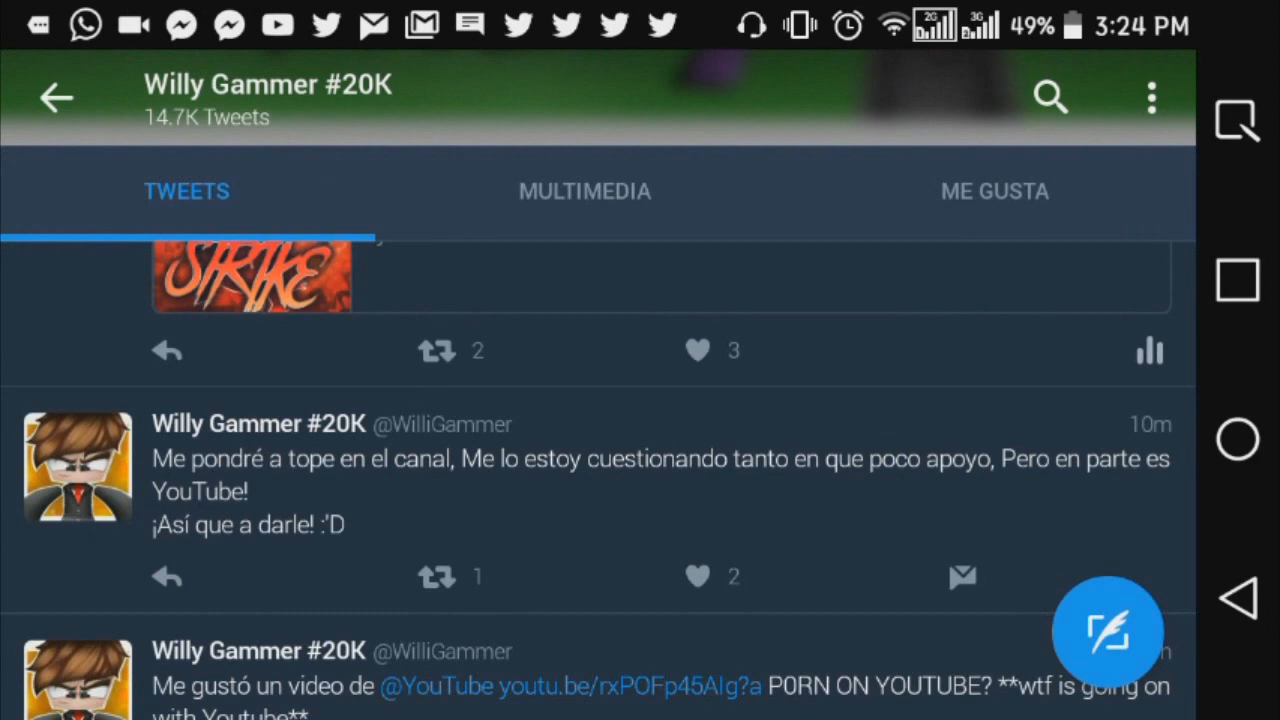 2G 3G 49% 3:24 PM
Willy Gammer #20K
14.7K Tweets
TWEETS MULTIMEDIA ME GUSTA
STRIKE
2 3
Willy Gammer #20K @WilliGammer 10m
Me pondré a tope en el canal, Me lo estoy cuestionando tanto en que poco apoyo, Pero en parte es
YouTube!
¡Así que a darle! :'D
1 2
Willy Gammer #20K @WilliGammer
Me gustó un video de @YouTube youtu.be/rxPOFp45AIg?a P0RN ON YOUTUBE? **wtf is going on
with Youtube**